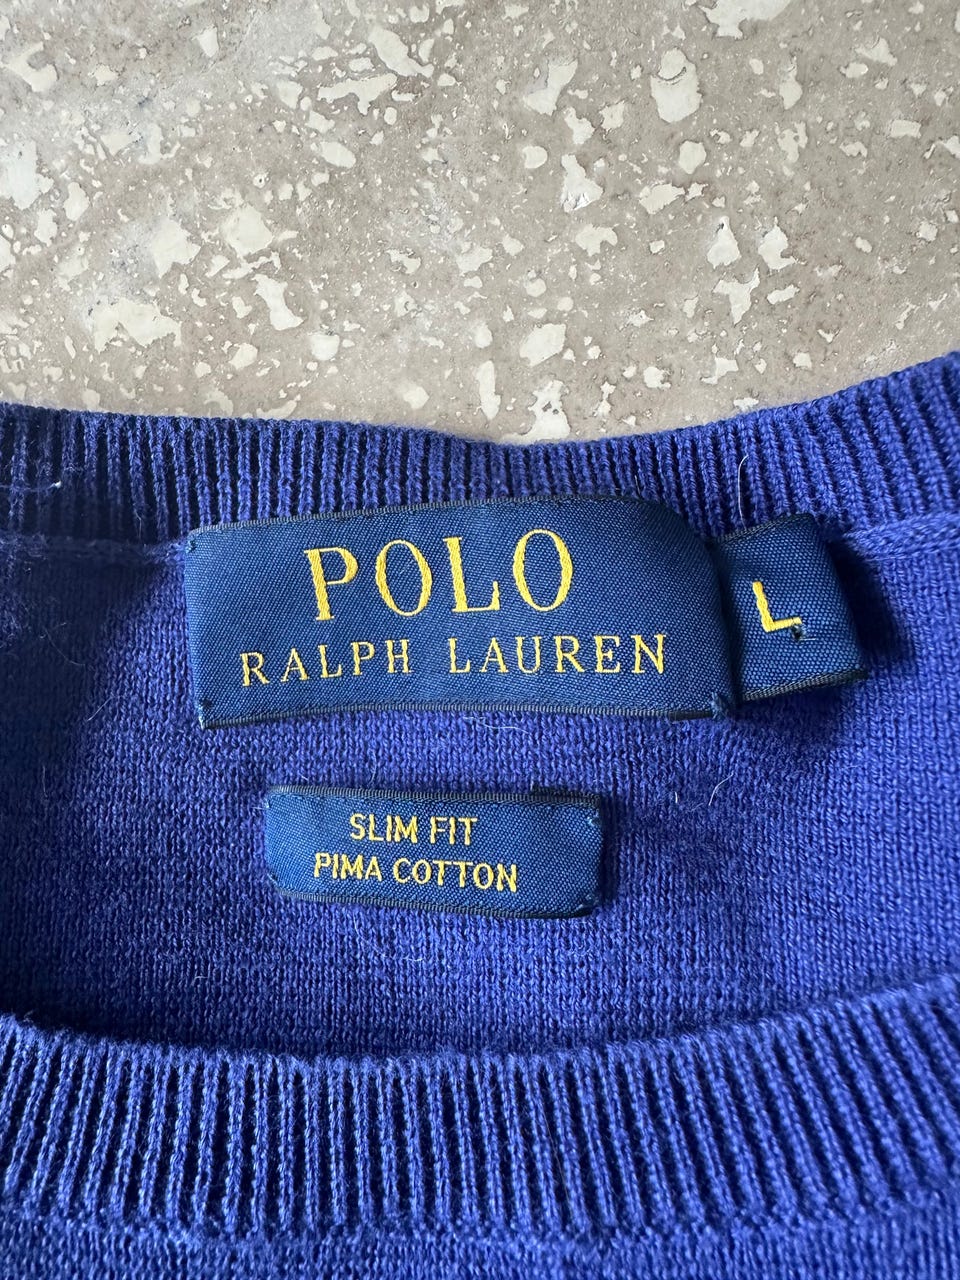 POLO
RALPH LAUREN
L
SLIM FIT
PIMA COTTON